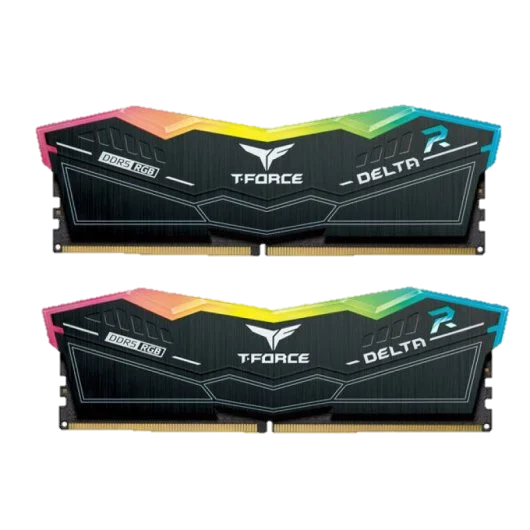 DDR5 RGB
T-FORCE
DELTA R
DDR5 RGB
T-FORCE
DELTA R